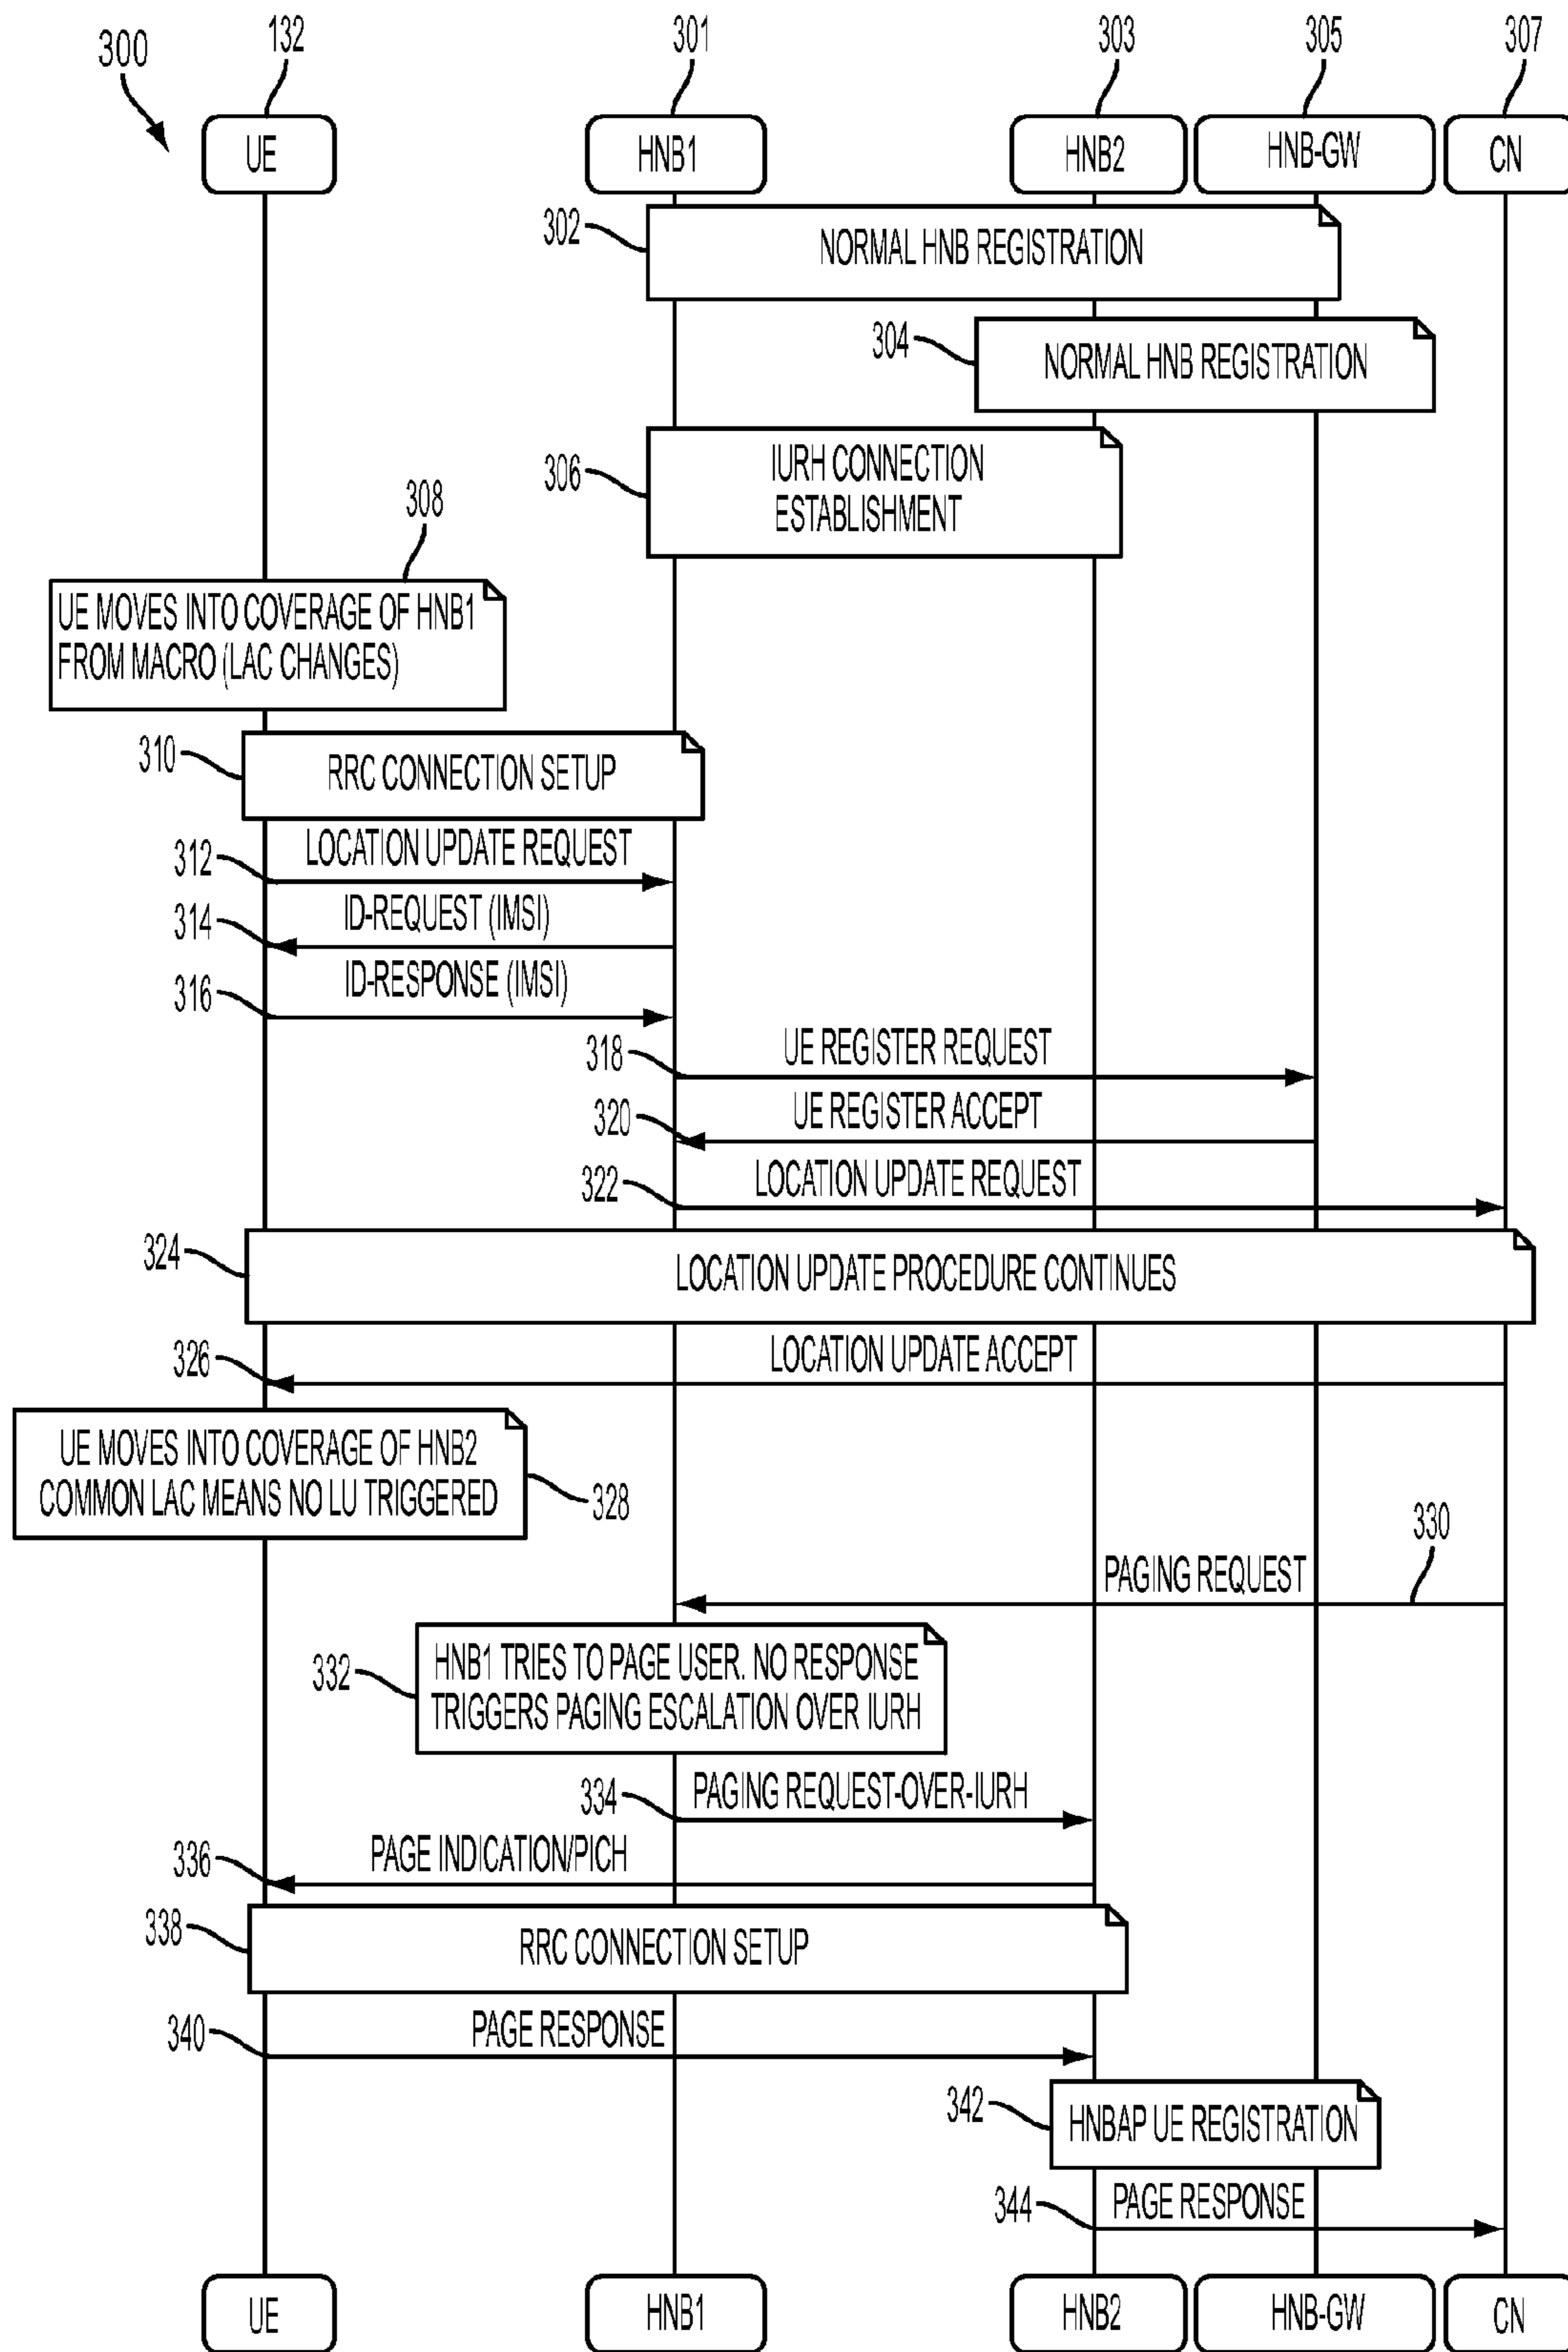 300
132
301
303
305
307
UE
HNB1
HNB2
HNB-GW
CN
302
NORMAL HNB REGISTRATION
304
NORMAL HNB REGISTRATION
306
IURH CONNECTION
ESTABLISHMENT
308
UE MOVES INTO COVERAGE OF HNB1
FROM MACRO (LAC CHANGES)
310
RRC CONNECTION SETUP
312
LOCATION UPDATE REQUEST
314
ID-REQUEST (IMSI)
316
ID-RESPONSE (IMSI)
318
UE REGISTER REQUEST
320
UE REGISTER ACCEPT
322
LOCATION UPDATE REQUEST
324
LOCATION UPDATE PROCEDURE CONTINUES
326
LOCATION UPDATE ACCEPT
UE MOVES INTO COVERAGE OF HNB2
COMMON LAC MEANS NO LU TRIGGERED
328
330
PAGING REQUEST
332
HNB1 TRIES TO PAGE USER. NO RESPONSE
TRIGGERS PAGING ESCALATION OVER IURH
334
PAGING REQUEST-OVER-IURH
336
PAGE INDICATION/PICH
338
RRC CONNECTION SETUP
340
PAGE RESPONSE
342
HNBAP UE REGISTRATION
344
PAGE RESPONSE
UE
HNB1
HNB2
HNB-GW
CN